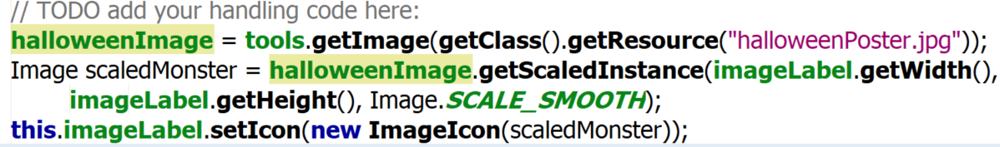 // TODO add your handling code here:
halloweenImage = tools.getImage(getClass().getResource("halloweenPoster.jpg"));
Image scaledMonster = halloweenImage.getScaledInstance(imageLabel.getWidth(),
imageLabel.getHeight(), Image.SCALE_SMOOTH);
this.imageLabel.setIcon(new ImageIcon(scaledMonster));